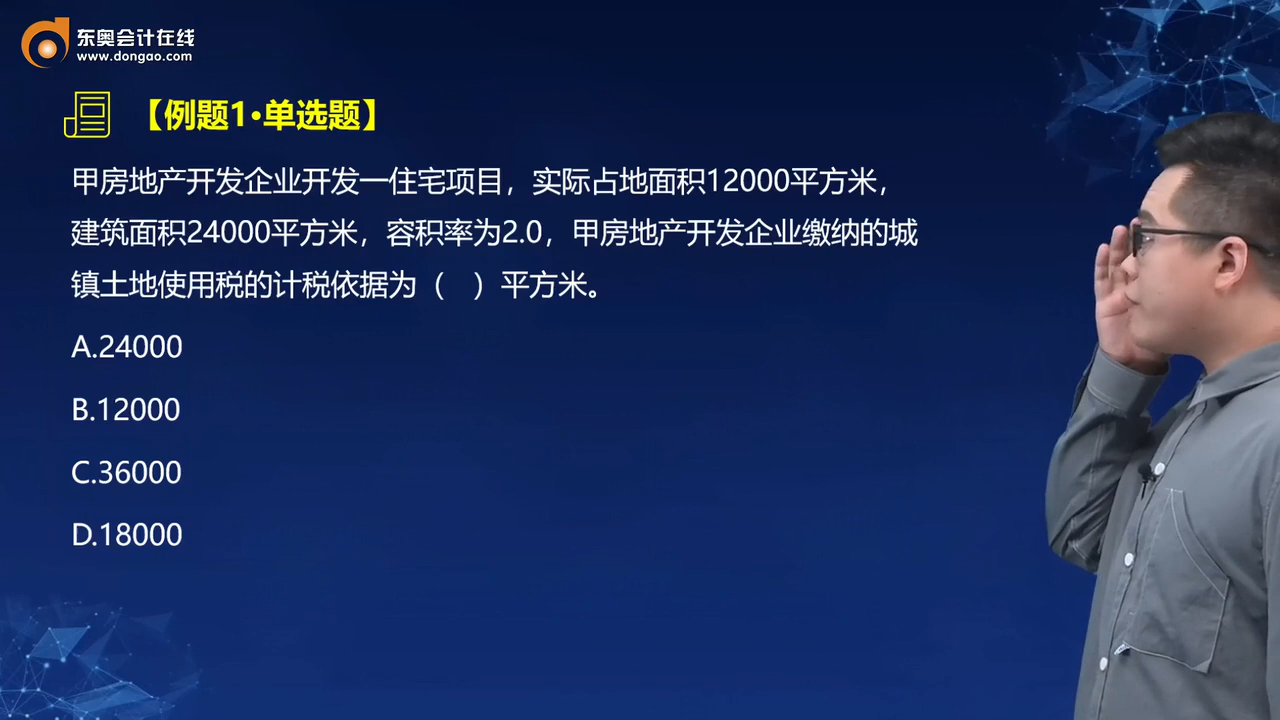 东奥会计在线
www.dongao.com
【例题1•单选题】
甲房地产开发企业开发一住宅项目，实际占地面积12000平方米，
建筑面积24000平方米，容积率为2.0，甲房地产开发企业缴纳的城
镇土地使用税的计税依据为（　）平方米。
A.24000
B.12000
C.36000
D.18000